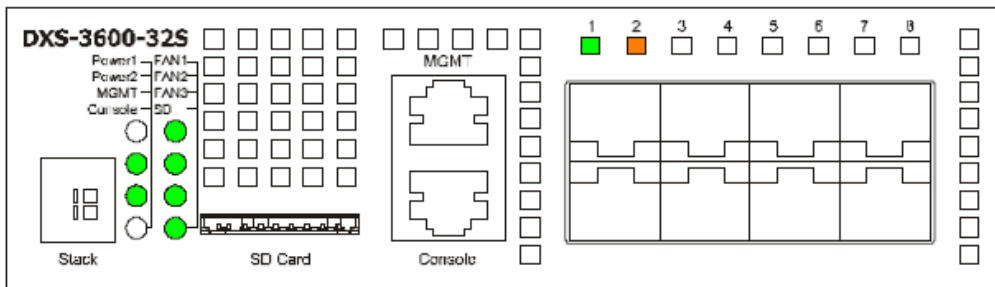 DXS-3600-32S
Power1 FAN1
Power2 FAN2
MGMT FAN3
Console SD
MGMT
1 2 3 4 5 6 7 8
Stack
SD Card
Console